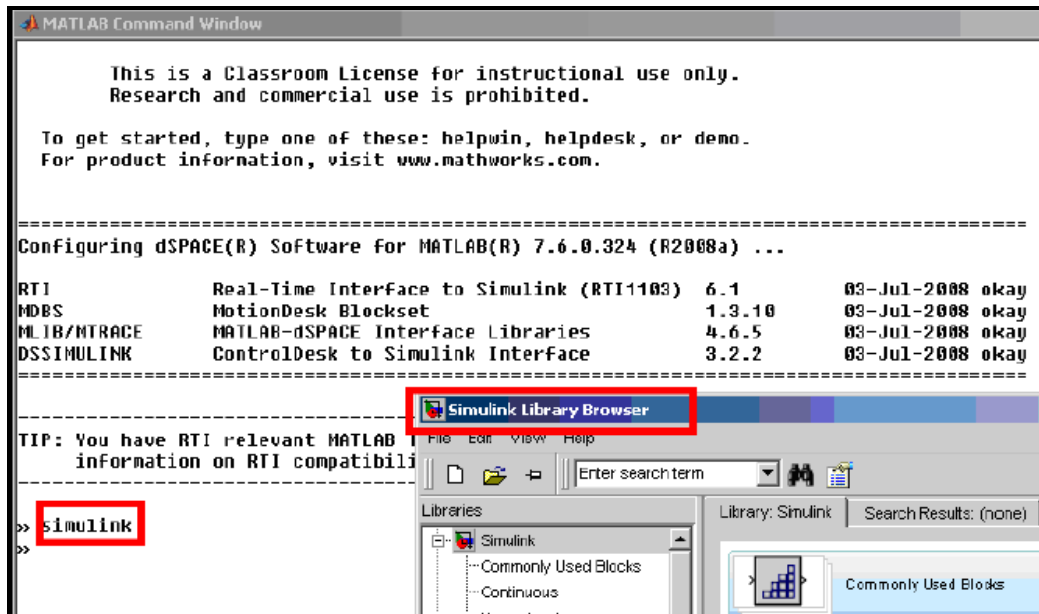 MATLAB Command Window
This is a Classroom License for instructional use only.
Research and commercial use is prohibited.
To get started, type one of these: helpwin, helpdesk, or demo.
For product information, visit www.mathworks.com.
Configuring dSPACE(R) Software for MATLAB(R) 7.6.0.324 (R2008a) ...
RTI Real-Time Interface to Simulink (RTI1103) 6.1 03-Jul-2008 okay
MDBS MotionDesk Blockset 1.3.10 03-Jul-2008 okay
MLIB/MTRACE MATLAB-dSPACE Interface Libraries 4.6.5 03-Jul-2008 okay
DSSIMULINK ControlDesk to Simulink Interface 3.2.2 03-Jul-2008 okay
TIP: You have RTI relevant MATLAB
information on RTI compatibili
» simulink
»
Simulink Library Browser
File Edit View Help
Enter search term
Libraries
Simulink
Commonly Used Blocks
Continuous
Library: Simulink Search Results: (none)
Commonly Used Blocks